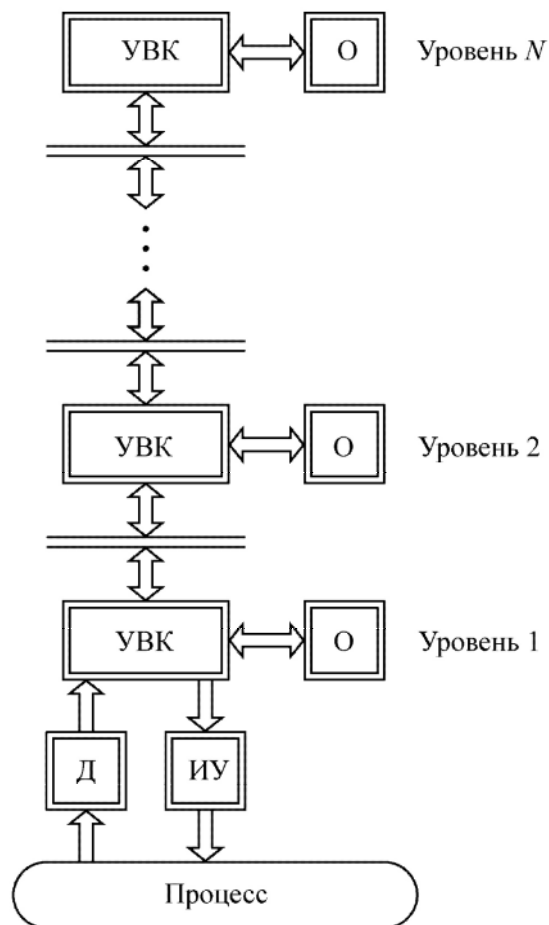 УВК О Уровень N
УВК О Уровень 2
УВК О Уровень 1
Д ИУ
Процесс